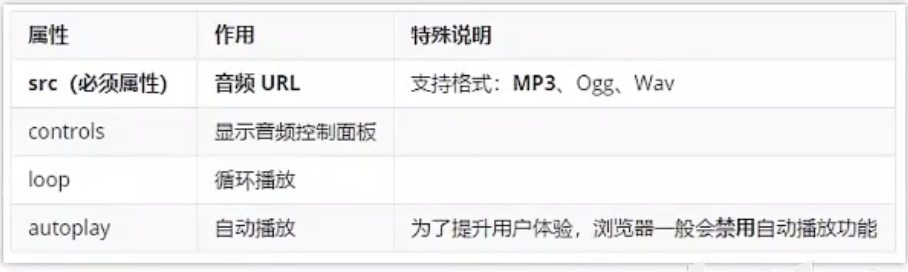 属性 作用 特殊说明
src（必须属性） 音频 URL 支持格式：MP3、Ogg、Wav
controls 显示音频控制面板
loop 循环播放
autoplay 自动播放 为了提升用户体验，浏览器一般会禁用自动播放功能